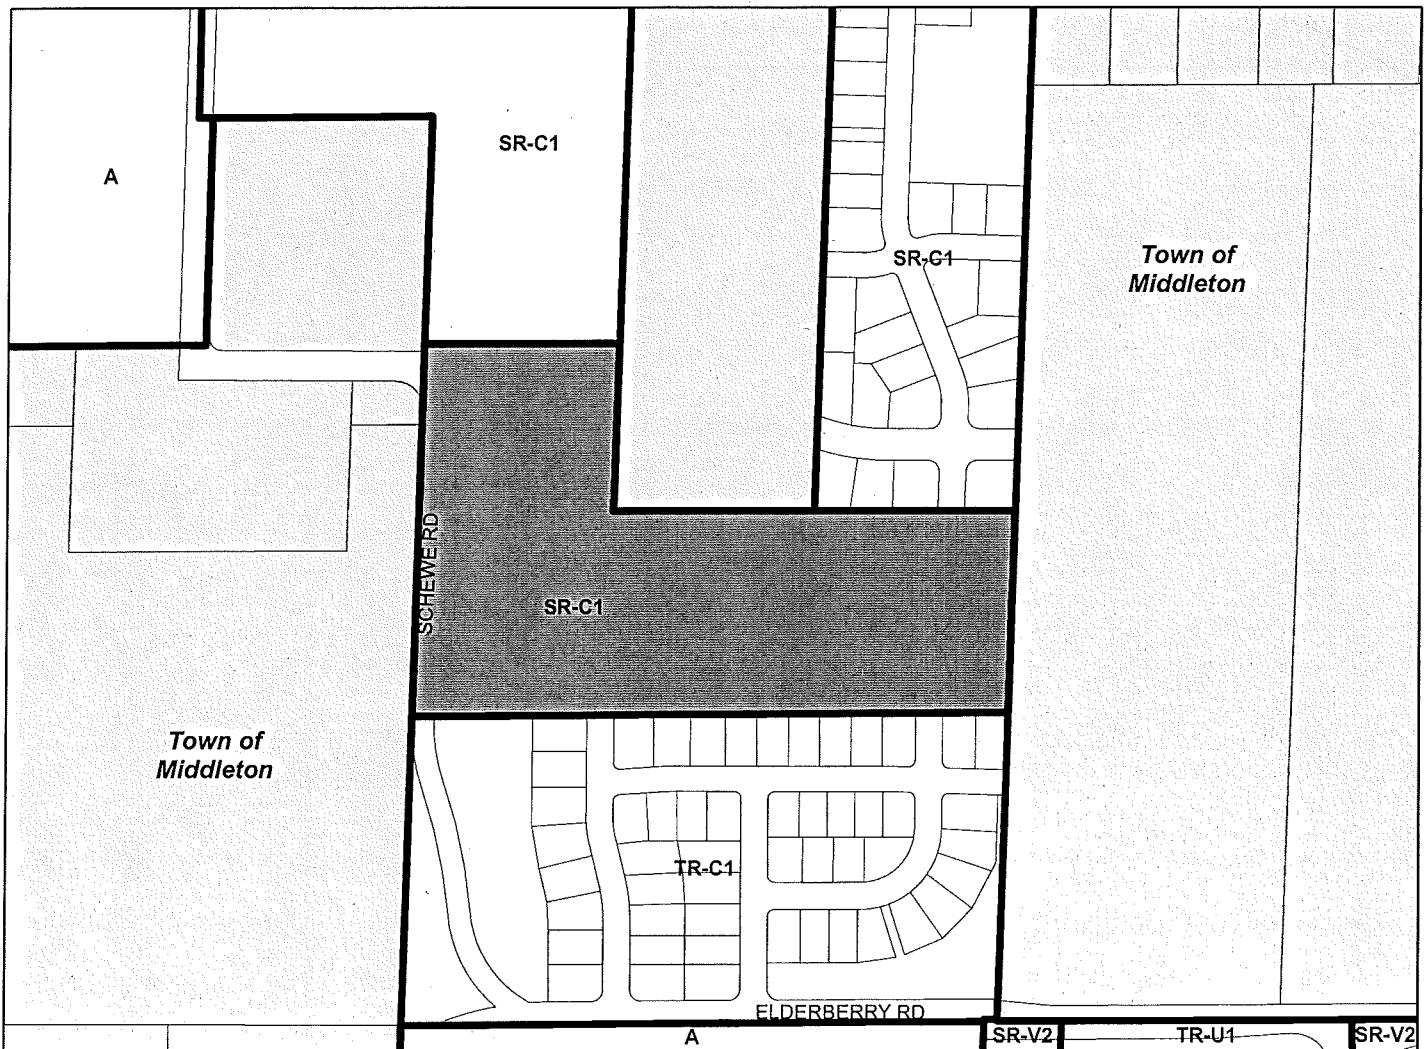 SR-C1
A
Town of
Middleton
SR-C1
SCHEWE RD
SR-C1
Town of
Middleton
TR-C1
ELDERBERRY RD
A
SR-V2
TR-U1
SR-V2